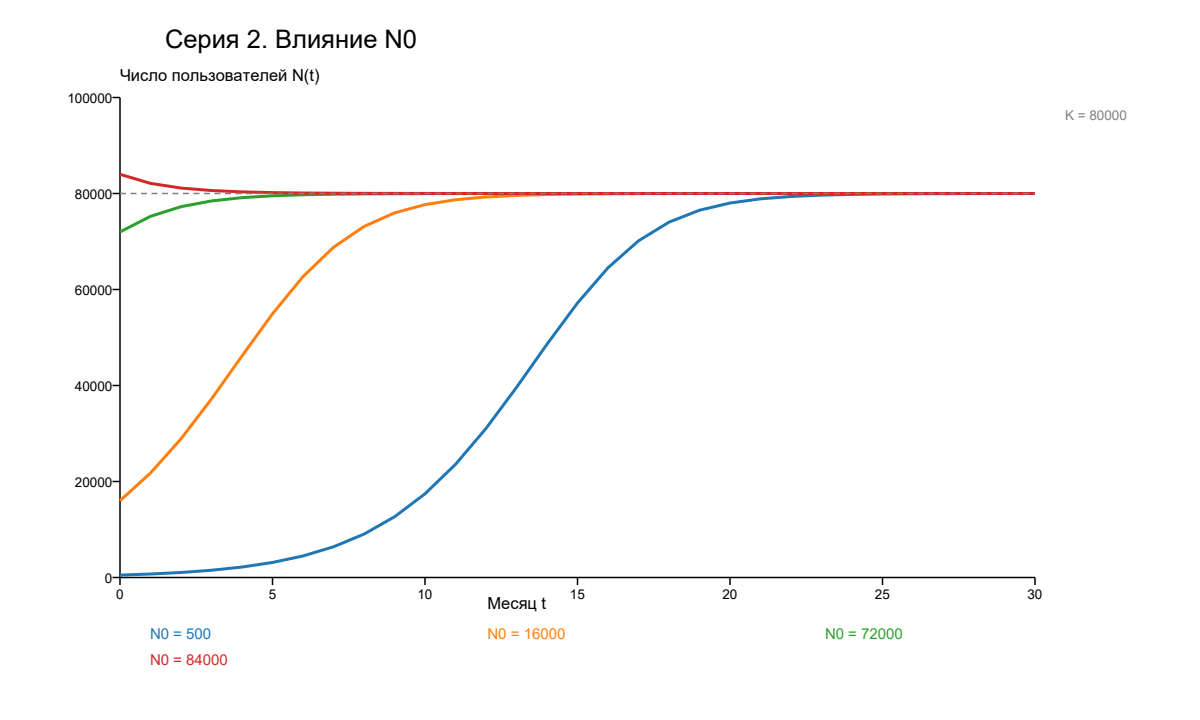 Серия 2. Влияние N0
Число пользователей N(t)
100000
K = 80000
80000
60000
40000
20000
0
0 5 10 15 20 25 30
Месяц t
N0 = 500 N0 = 16000 N0 = 72000
N0 = 84000